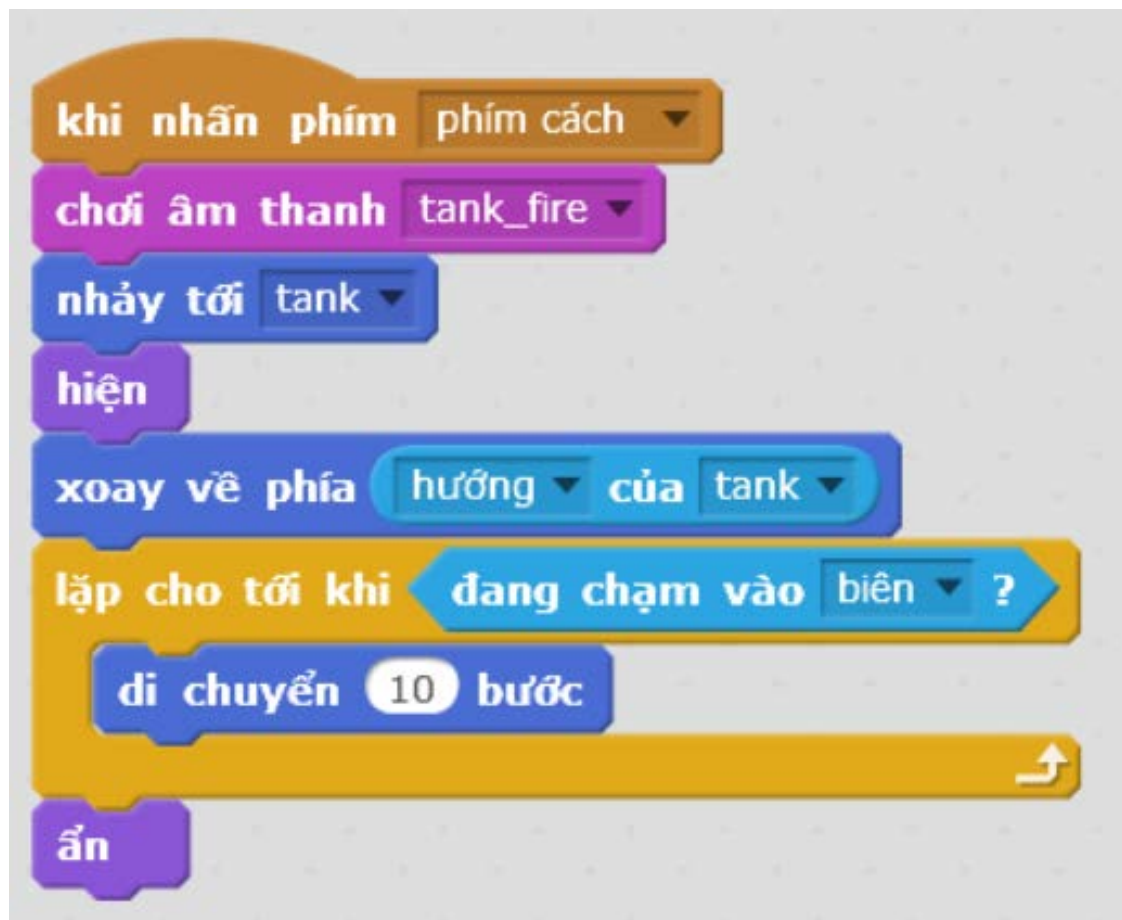 khi nhấn phím phím cách
chơi âm thanh tank_fire
nhảy tới tank
hiện
xoay về phía hướng của tank
lặp cho tới khi đang chạm vào biên ?
di chuyển 10 bước
ẩn